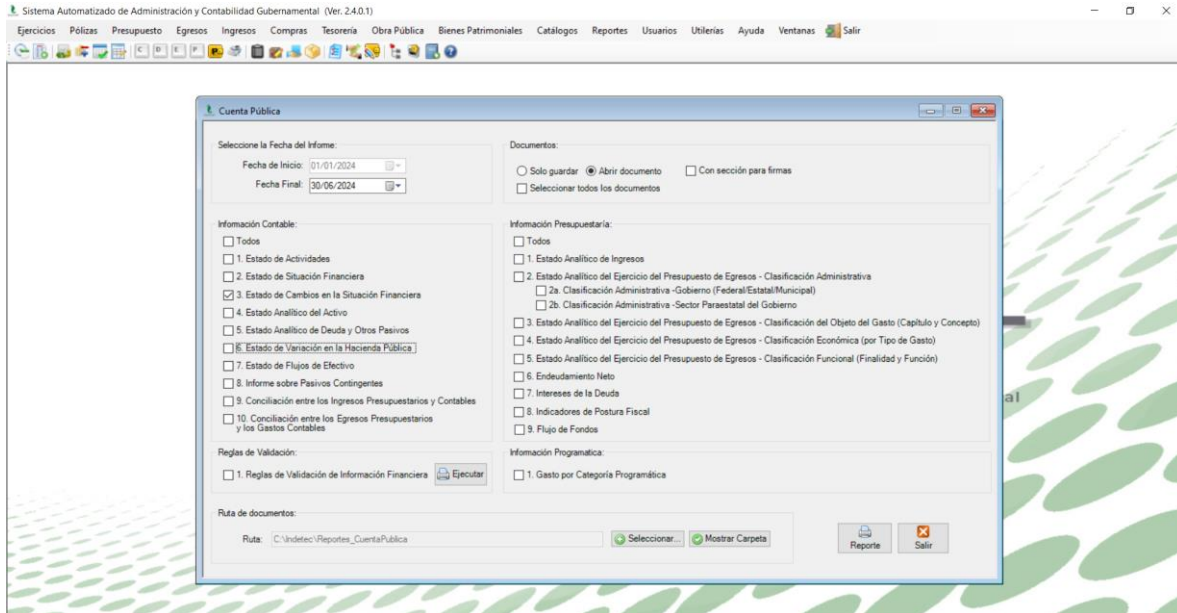 Sistema Automatizado de Administración y Contabilidad Gubernamental (Ver. 2.4.0.1)
Ejercicios Pólizas Presupuesto Egresos Ingresos Compras Tesorería Obra Pública Bienes Patrimoniales Catálogos Reportes Usuarios Utilerías Ayuda Ventanas Salir
C D E P P
Cuenta Pública
Seleccione la Fecha del Informe:
Fecha de Inicio: 01/01/2024
Fecha Final: 30/06/2024
Documentos:
Solo guardar Abrir documento Con sección para firmas
Seleccionar todos los documentos
Información Contable:
Todos
1. Estado de Actividades
2. Estado de Situación Financiera
3. Estado de Cambios en la Situación Financiera
4. Estado Analítico del Activo
5. Estado Analítico de Deuda y Otros Pasivos
6. Estado de Variación en la Hacienda Pública
7. Estado de Flujos de Efectivo
8. Informe sobre Pasivos Contingentes
9. Conciliación entre los Ingresos Presupuestarios y Contables
10. Conciliación entre los Egresos Presupuestarios
y los Gastos Contables
Información Presupuestaría:
Todos
1. Estado Analítico de Ingresos
2. Estado Analítico del Ejercicio del Presupuesto de Egresos - Clasificación Administrativa
2a. Clasificación Administrativa -Gobierno (Federal/Estatal/Municipal)
2b. Clasificación Administrativa -Sector Paraestatal del Gobierno
3. Estado Analítico del Ejercicio del Presupuesto de Egresos - Clasificación del Objeto del Gasto (Capítulo y Concepto)
4. Estado Analítico del Ejercicio del Presupuesto de Egresos - Clasificación Económica (por Tipo de Gasto)
5. Estado Analítico del Ejercicio del Presupuesto de Egresos - Clasificación Funcional (Finalidad y Función)
6. Endeudamiento Neto
7. Intereses de la Deuda
8. Indicadores de Postura Fiscal
9. Flujo de Fondos
al
Reglas de Validación:
1. Reglas de Validación de Información Financiera Ejecutar
Información Programatica:
1. Gasto por Categoría Programática
Ruta de documentos:
Ruta: C:\Indetec\Reportes_CuentaPublica Seleccionar... Mostrar Carpeta
Reporte Salir